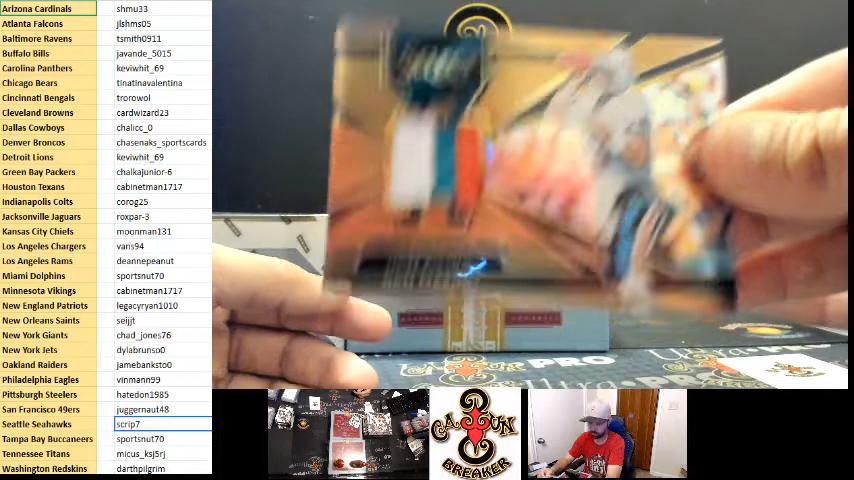 Arizona Cardinals shmu33
Atlanta Falcons jlshms05
Baltimore Ravens tsmith0911
Buffalo Bills javande_5015
Carolina Panthers keviwhit_69
Chicago Bears tinatinavalentina
Cincinnati Bengals trorowol
Cleveland Browns cardwizard23
Dallas Cowboys chalicc_0
Denver Broncos chasenaks_sportscards
Detroit Lions keviwhit_69
Green Bay Packers chalkajunior-6
Houston Texans cabinetman1717
Indianapolis Colts corog25
Jacksonville Jaguars roxpar-3
Kansas City Chiefs moonman131
Los Angeles Chargers vans94
Los Angeles Rams deannepeanut
Miami Dolphins sportsnut70
Minnesota Vikings cabinetman1717
New England Patriots legacyryan1010
New Orleans Saints seijjt
New York Giants chad_jones76
New York Jets dylabrunso0
Oakland Raiders jamebanksto0
Philadelphia Eagles vinmann99
Pittsburgh Steelers hatedon1985
San Francisco 49ers juggernaut48
Seattle Seahawks scrip7
Tampa Bay Buccaneers sportsnut70
Tennessee Titans micus_ksj5rj
Washington Redskins darthpilgrim
PRO
Ultra
CAJUN
BREAKER